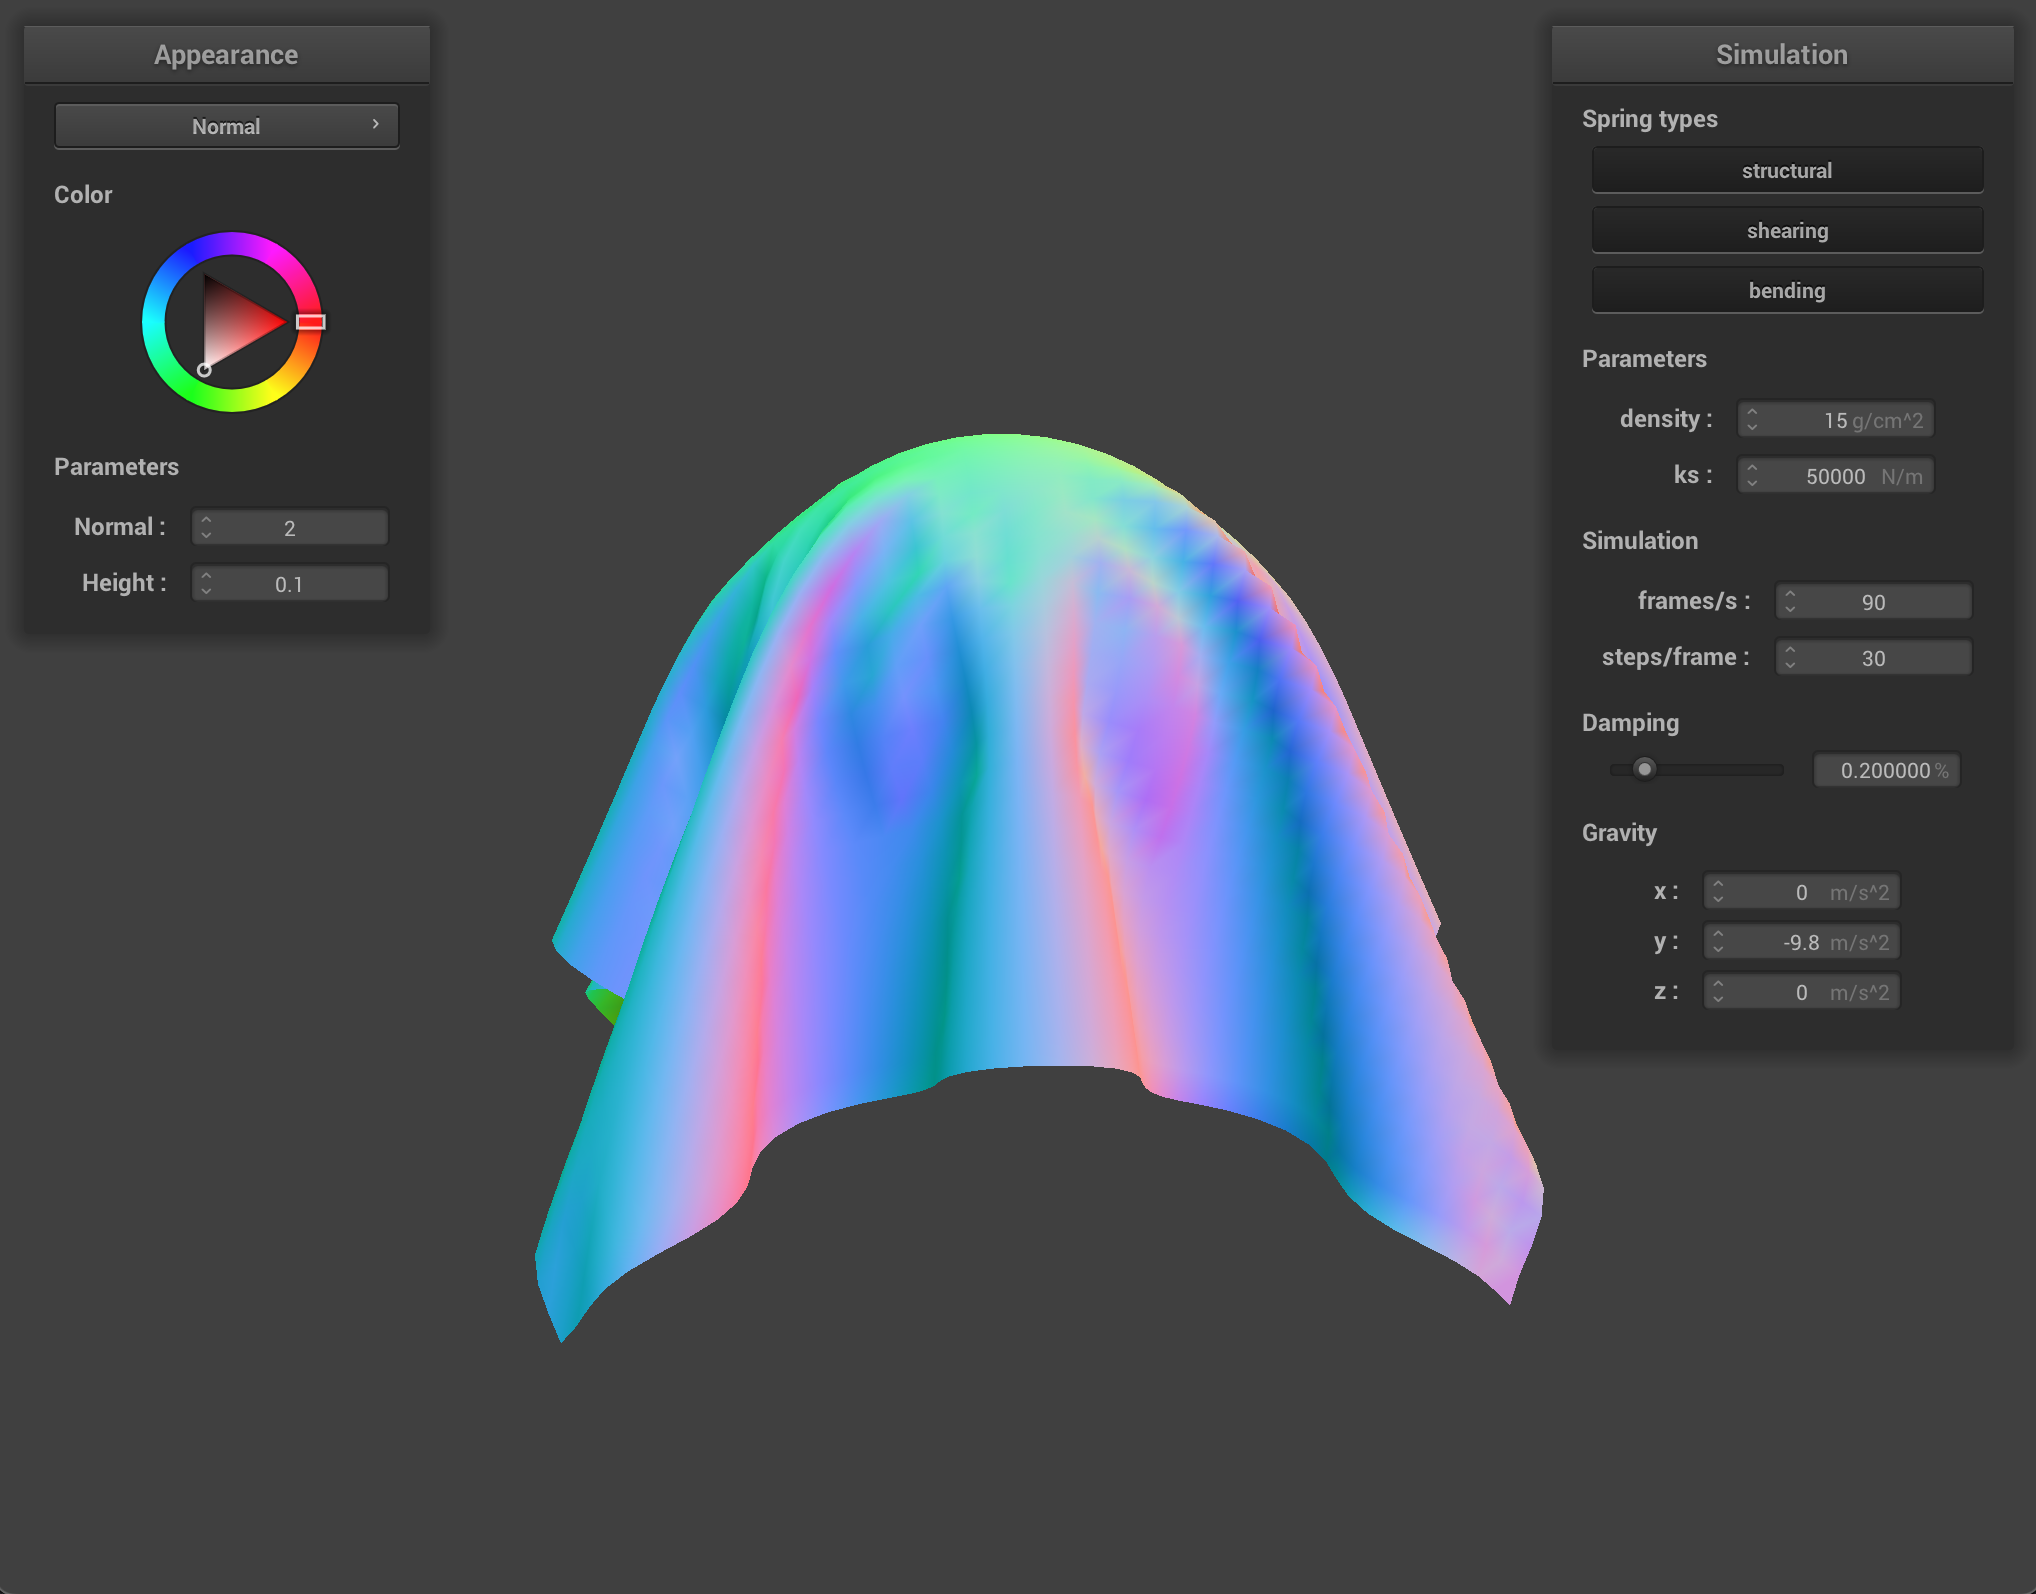 Appearance
Normal
Color
Parameters
Normal : 2
Height : 0.1
Simulation
Spring types
structural
shearing
bending
Parameters
density : 15 g/cm^2
ks : 50000 N/m
Simulation
frames/s : 90
steps/frame : 30
Damping
0.200000 %
Gravity
x : 0 m/s^2
y : -9.8 m/s^2
z : 0 m/s^2